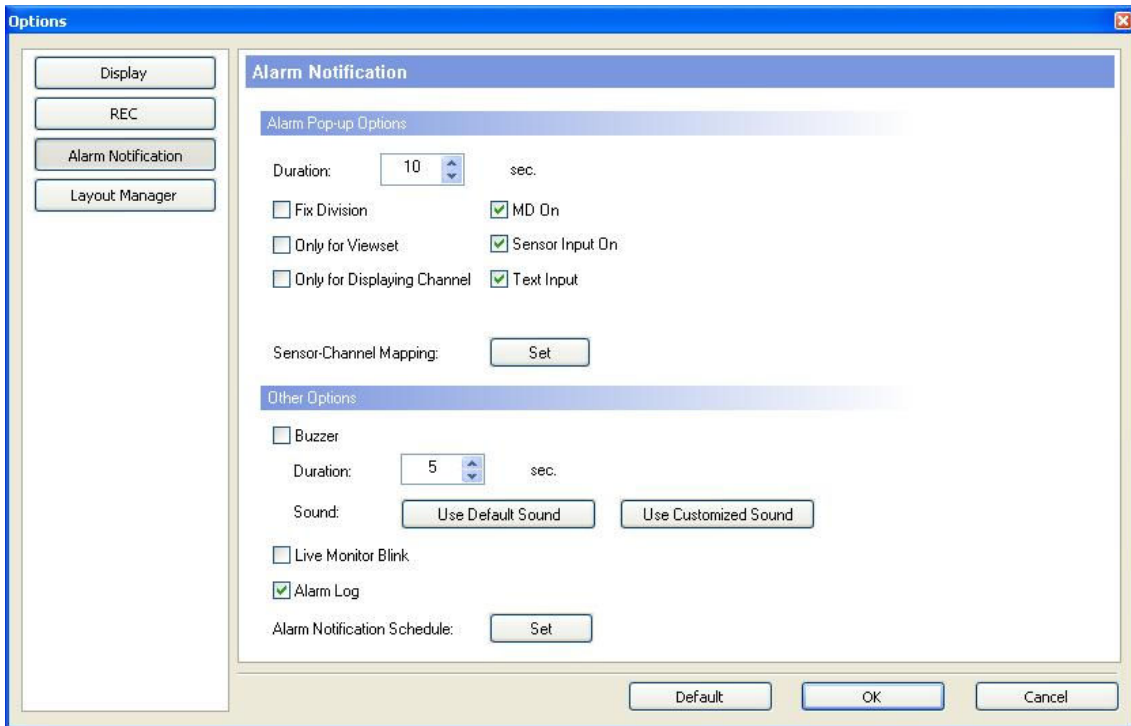 Options
Display
REC
Alarm Notification
Layout Manager
Alarm Notification
Alarm Pop-up Options
Duration: 10 sec.
Fix Division MD On
Only for Viewset Sensor Input On
Only for Displaying Channel Text Input
Sensor-Channel Mapping: Set
Other Options
Buzzer
Duration: 5 sec.
Sound: Use Default Sound Use Customized Sound
Live Monitor Blink
Alarm Log
Alarm Notification Schedule: Set
Default OK Cancel